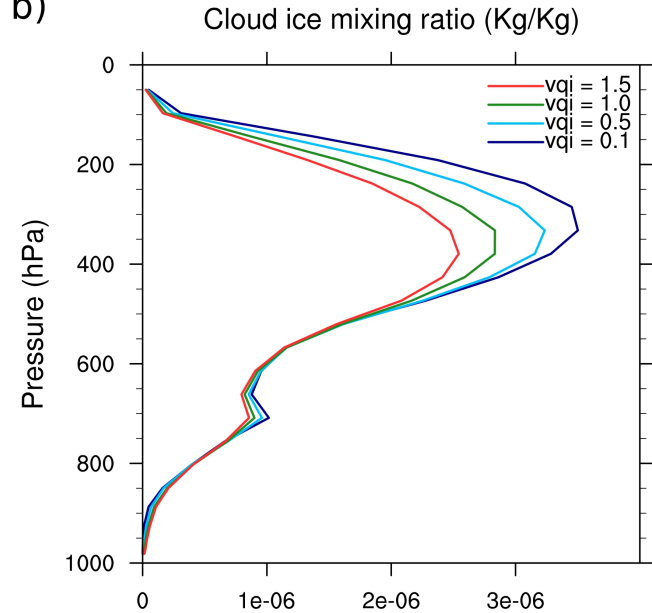 b)
Cloud ice mixing ratio (Kg/Kg)
0
200
400
600
800
1000
Pressure (hPa)
vqi = 1.5
vqi = 1.0
vqi = 0.5
vqi = 0.1
0
1e-06
2e-06
3e-06